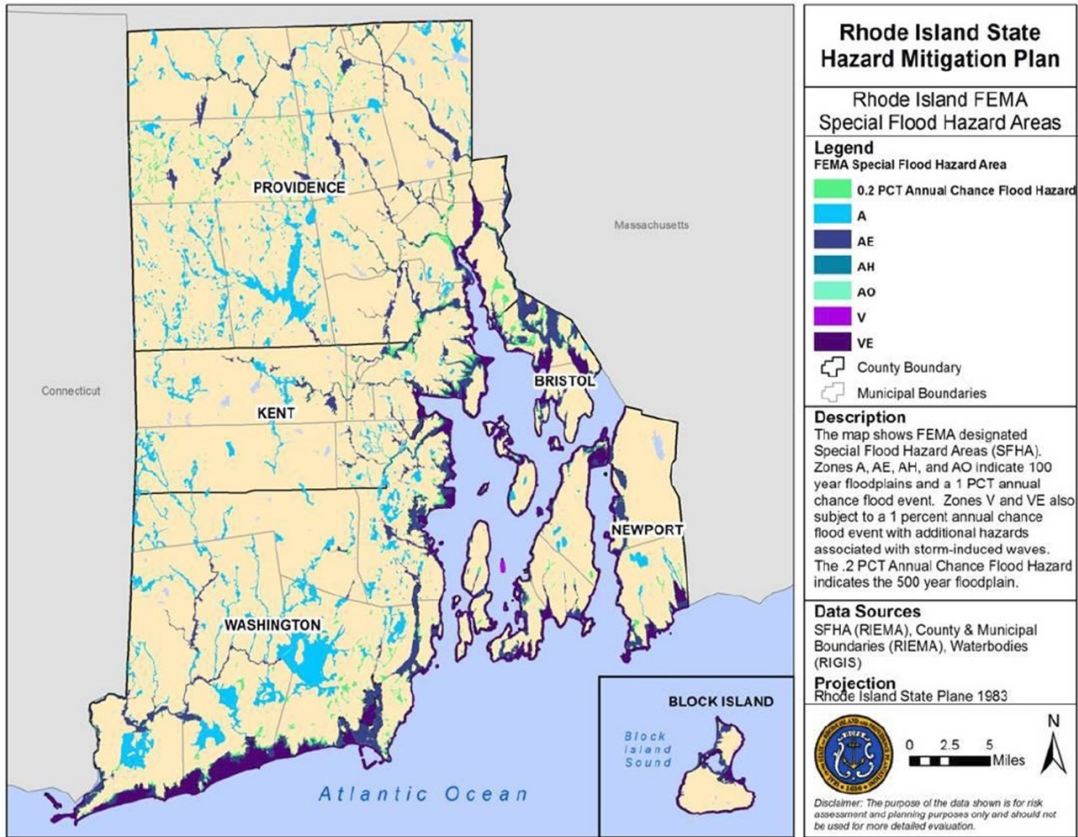 PROVIDENCE
Massachusetts
Connecticut
BRISTOL
KENT
NEWPORT
WASHINGTON
BLOCK ISLAND
Block
Island
Sound
Atlantic Ocean
Rhode Island State
Hazard Mitigation Plan
Rhode Island FEMA
Special Flood Hazard Areas
Legend
FEMA Special Flood Hazard Area
0.2 PCT Annual Chance Flood Hazard
A
AE
AH
AO
V
VE
County Boundary
Municipal Boundaries
Description
The map shows FEMA designated
Special Flood Hazard Areas (SFHA).
Zones A, AE, AH, and AO indicate 100
year floodplains and a 1 PCT annual
chance flood event. Zones V and VE also
subject to a 1 percent annual chance
flood event with additional hazards
associated with storm-induced waves.
The .2 PCT Annual Chance Flood Hazard
indicates the 500 year floodplain.
Data Sources
SFHA (RIEMA), County & Municipal
Boundaries (RIEMA), Waterbodies
(RIGIS)
Projection
Rhode Island State Plane 1983
N
0 2.5 5
Miles
Disclaimer: The purpose of the data shown is for risk
assessment and planning purposes only and should not
be used for more detailed evaluation.